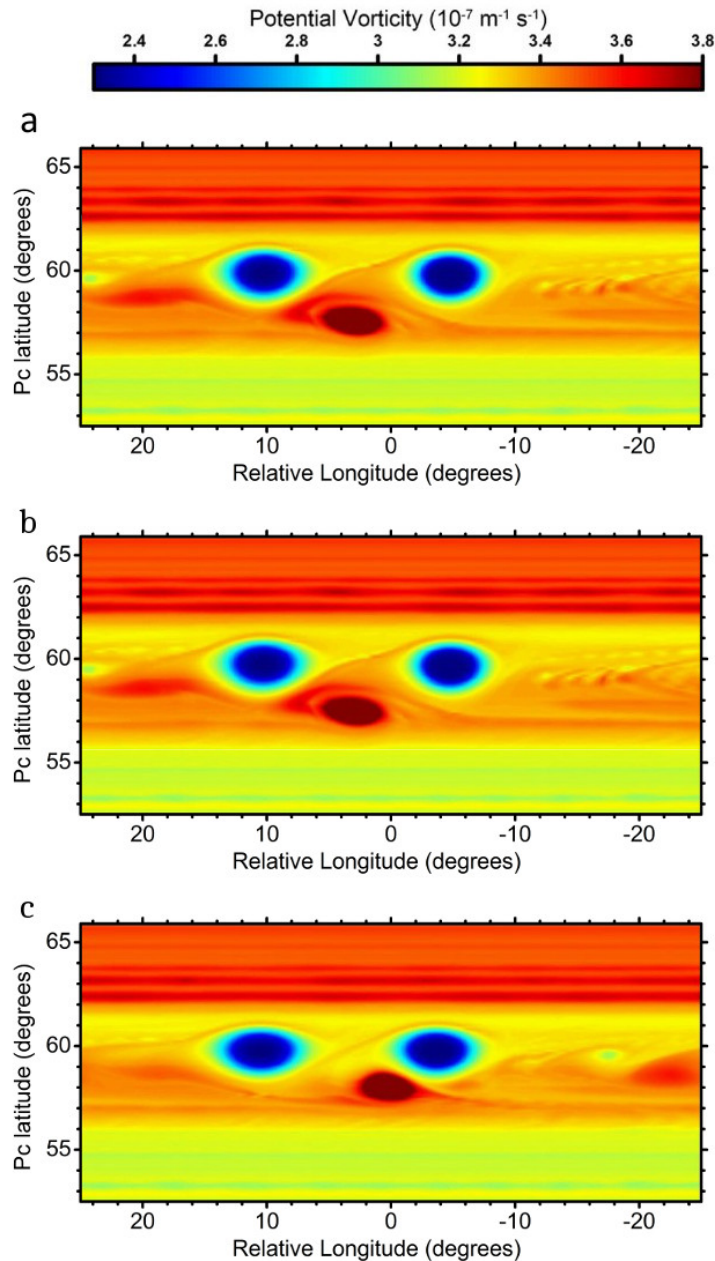 Potential Vorticity (10⁻⁷ m⁻¹ s⁻¹)
2.4 2.6 2.8 3 3.2 3.4 3.6 3.8
a
65
60
55
Pc latitude (degrees)
20 10 0 -10 -20
Relative Longitude (degrees)
b
65
60
55
Pc latitude (degrees)
20 10 0 -10 -20
Relative Longitude (degrees)
c
65
60
55
Pc latitude (degrees)
20 10 0 -10 -20
Relative Longitude (degrees)